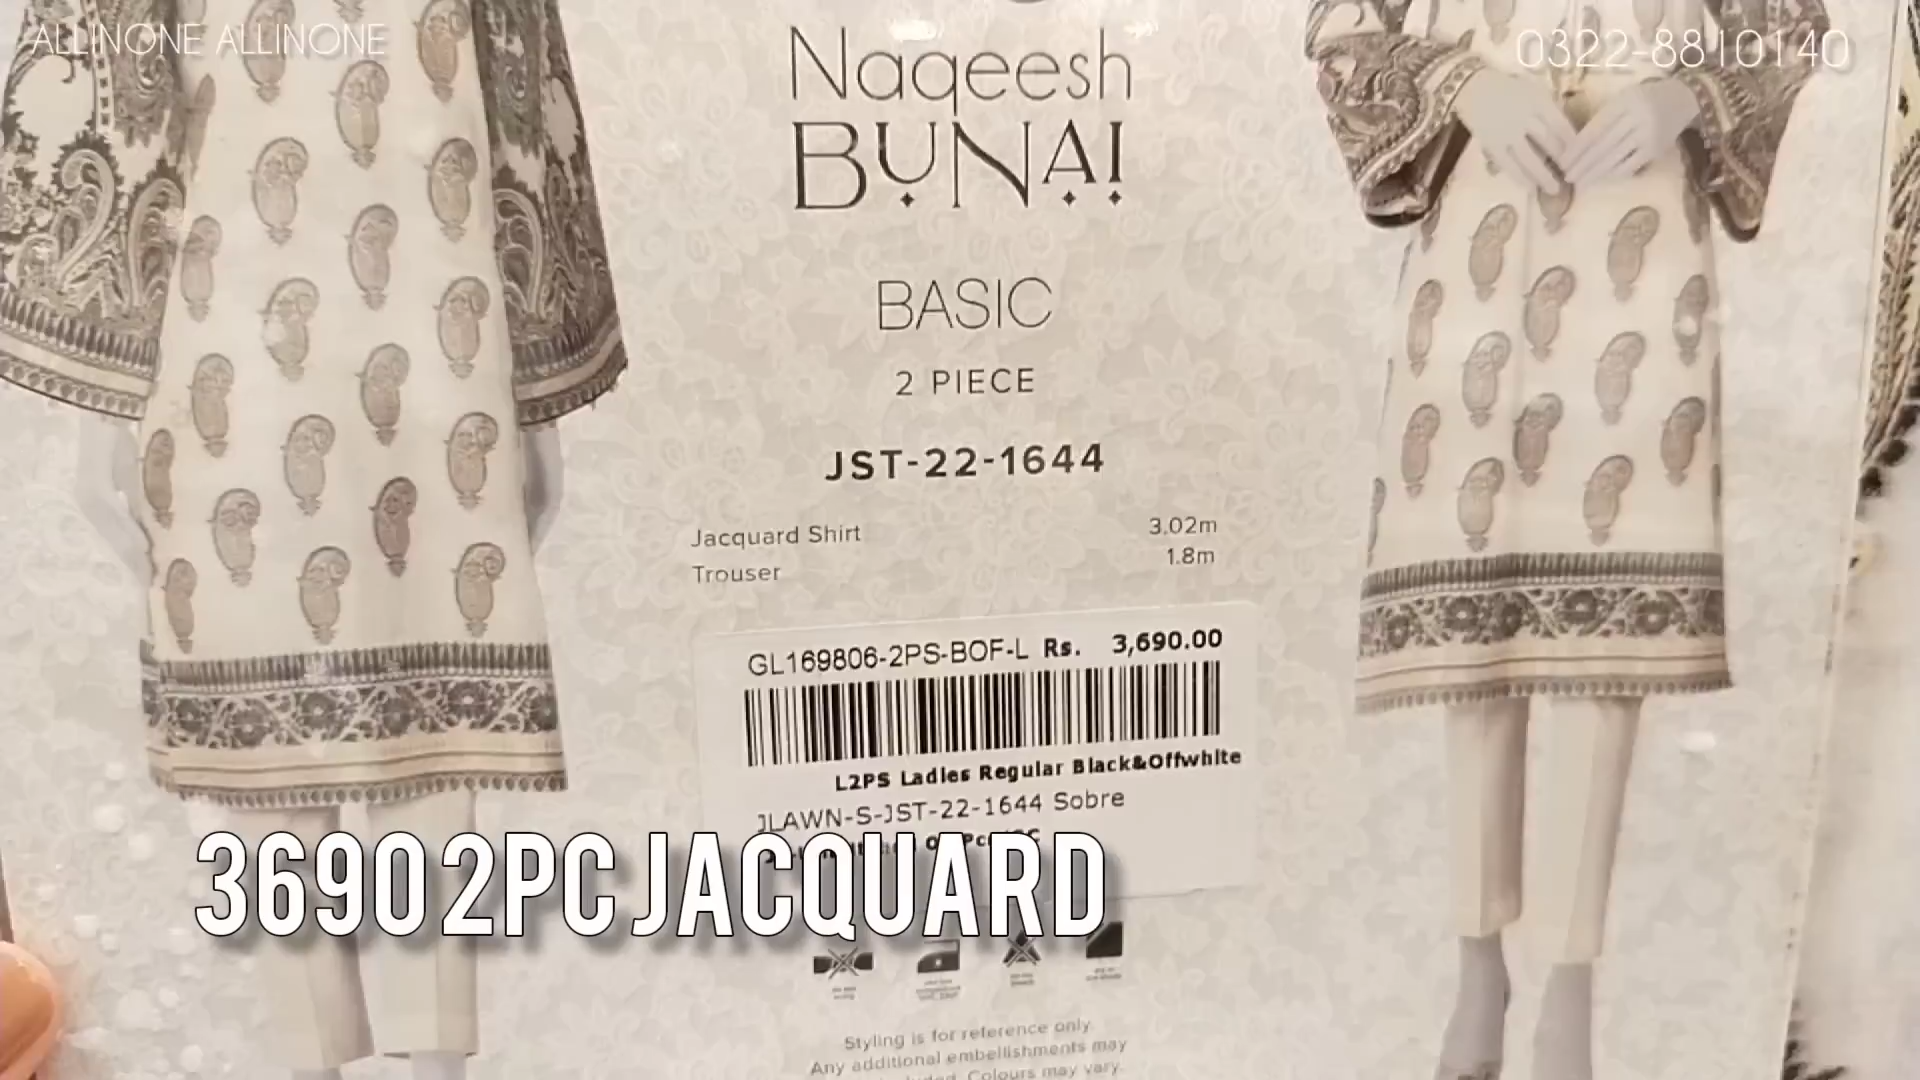 ALLINONE ALLINONE
0322-8810140
Naqeesh
BUNAI
BASIC
2 PIECE
JST-22-1644
Jacquard Shirt 3.02m
Trouser 1.8m
GL169806-2PS-BOF-L Rs. 3,690.00
L2PS Ladies Regular Black&Offwhite
JLAWN-S-JST-22-1644 Sobre
3690 2PC JACQUARD
Styling is for reference only.
Any additional embellishments may
Colours may vary.